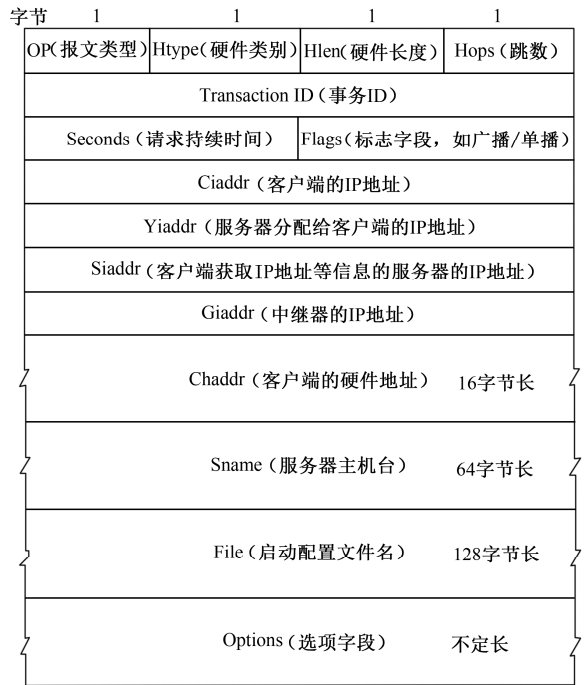 字节 1 1 1 1
OP(报文类型) Htype(硬件类别) Hlen(硬件长度) Hops(跳数)
Transaction ID(事务ID)
Seconds(请求持续时间) Flags(标志字段，如广播/单播)
Ciaddr(客户端的IP地址)
Yiaddr(服务器分配给客户端的IP地址)
Siaddr(客户端获取IP地址等信息的服务器的IP地址)
Giaddr(中继器的IP地址)
Chaddr(客户端的硬件地址) 16字节长
Sname(服务器主机台) 64字节长
File(启动配置文件名) 128字节长
Options(选项字段) 不定长